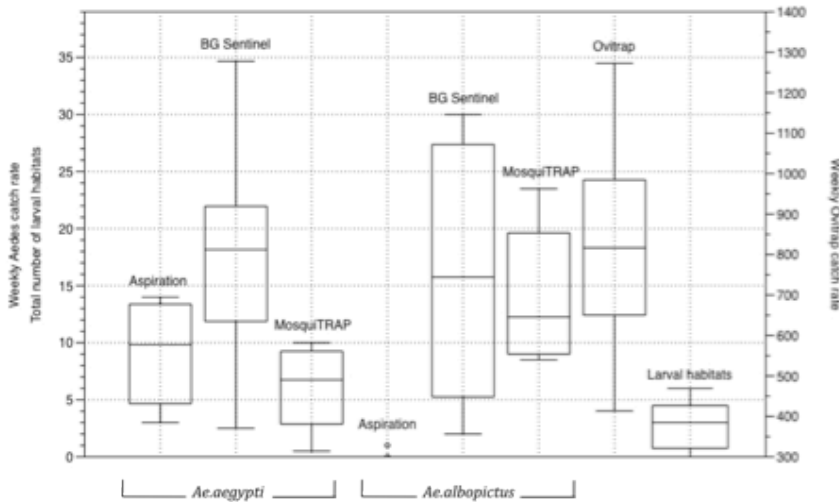 Weekly Aedes catch rate
Total number of larval habitats
35
30
25
20
15
10
5
0
Aspiration
BG Sentinel
MosquiTRAP
Aspiration
BG Sentinel
MosquiTRAP
Ovitrap
Larval habitats
1400
1300
1200
1100
1000
900
800
700
600
500
400
300
Weekly Ovitrap catch rate
Ae.aegypti
Ae.albopictus